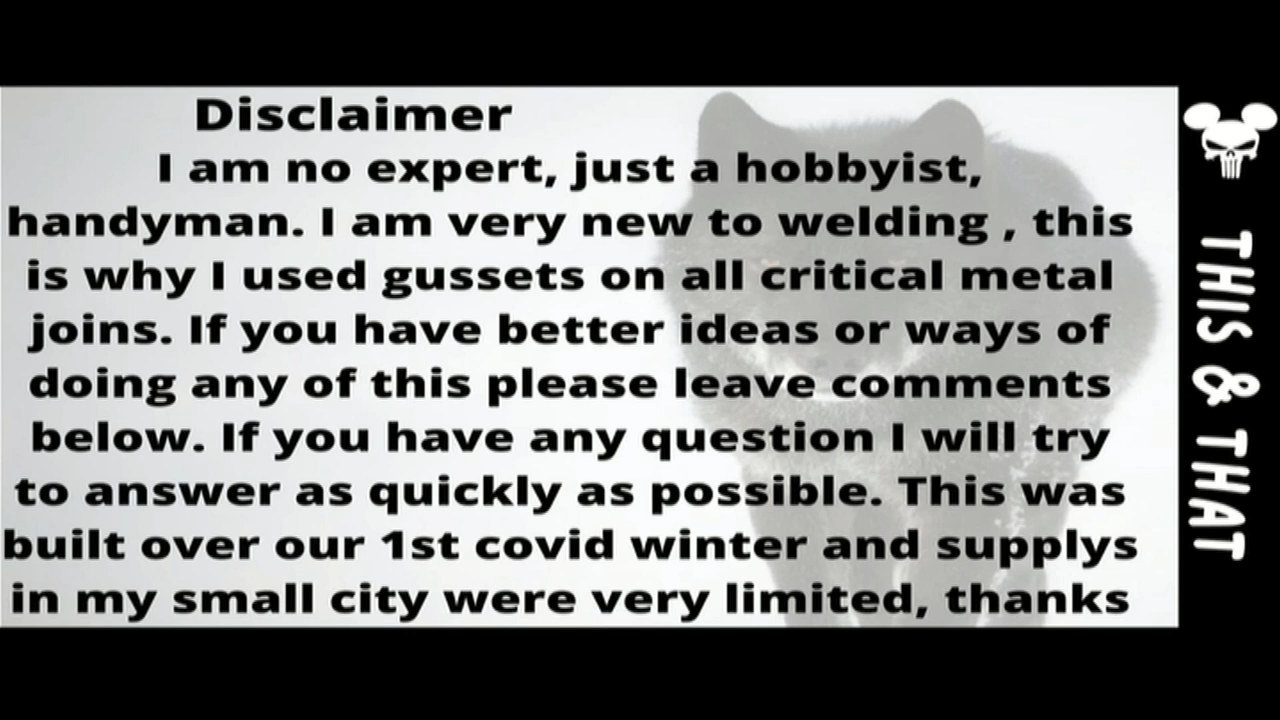 Disclaimer
I am no expert, just a hobbyist,
handyman. I am very new to welding , this
is why I used gussets on all critical metal
joins. If you have better ideas or ways of
doing any of this please leave comments
below. If you have any question I will try
to answer as quickly as possible. This was
built over our 1st covid winter and supplys
in my small city were very limited, thanks
THIS & THAT